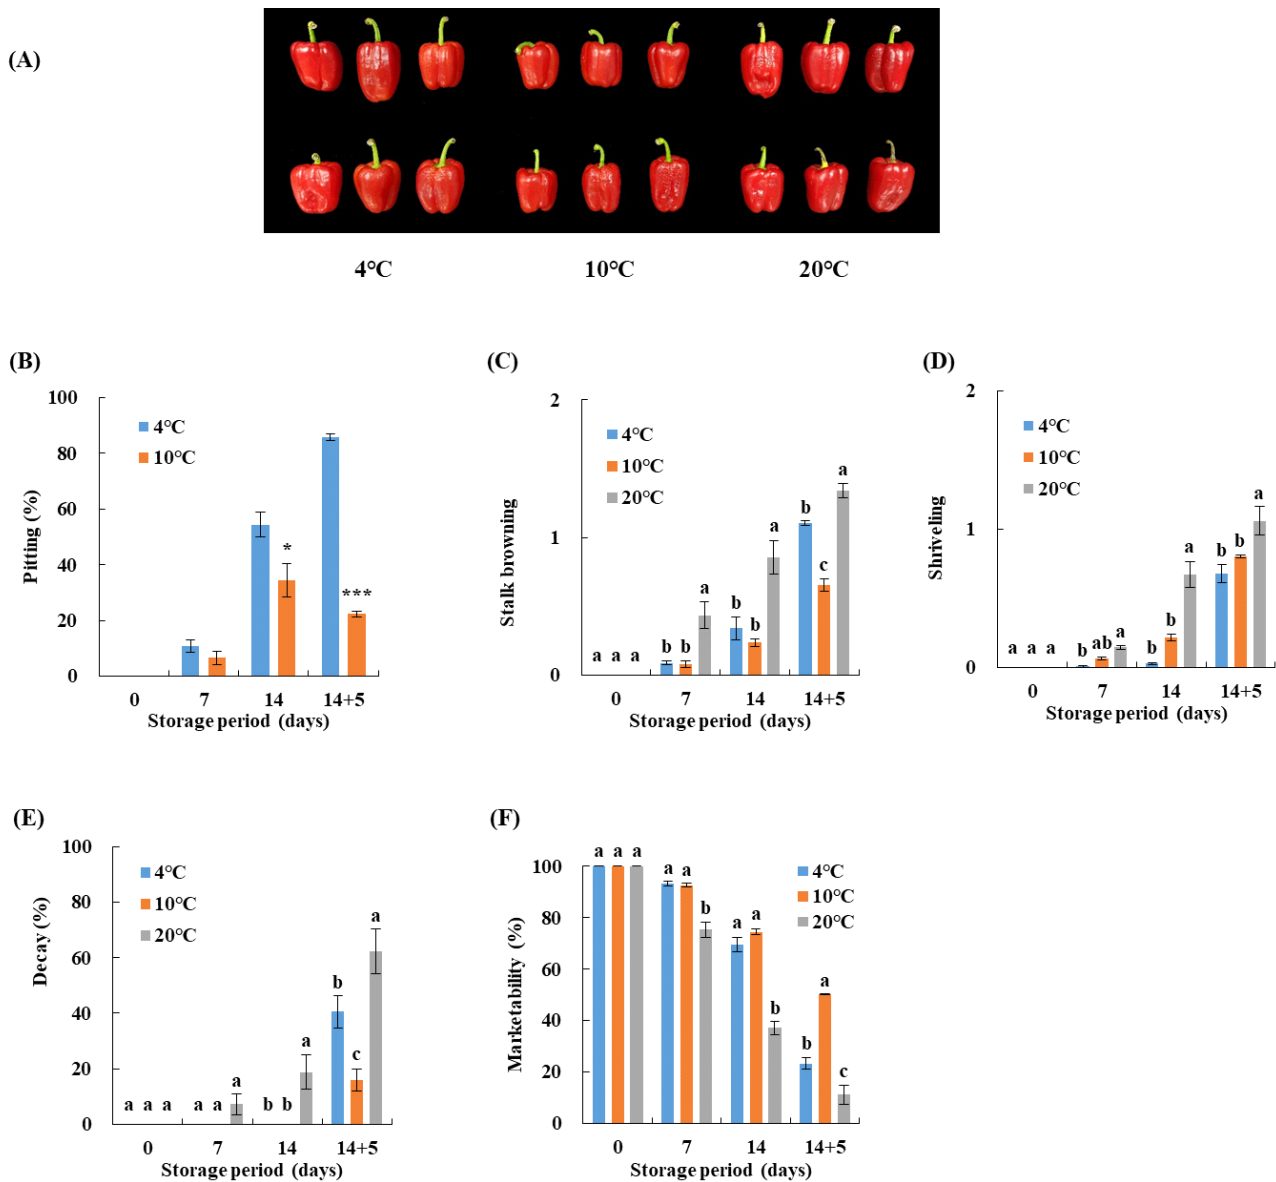 (A)
4°C 10°C 20°C
(B)
Pitting (%)
100
80
60
40
20
0
4°C
10°C
*
***
0 7 14 14+5
Storage period (days)
(C)
Stalk browning
2
1
0
4°C
10°C
20°C
a a a b b a b b a b c a
0 7 14 14+5
Storage period (days)
(D)
Shriveling
2
1
0
4°C
10°C
20°C
a a a b ab a b b a b b a
0 7 14 14+5
Storage period (days)
(E)
Decay (%)
100
80
60
40
20
0
4°C
10°C
20°C
a a a a a a b b a b c a
0 7 14 14+5
Storage period (days)
(F)
Marketability (%)
100
80
60
40
20
0
4°C
10°C
20°C
a a a a a b a a b b a c
0 7 14 14+5
Storage period (days)